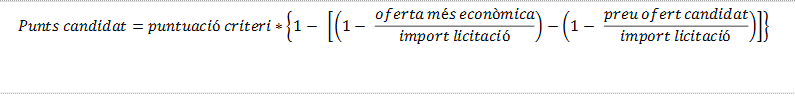 Punts candidat = puntuació criteri * {1 − [(1 − oferta més econòmica / import licitació) − (1 − preu ofert candidat / import licitació)]}